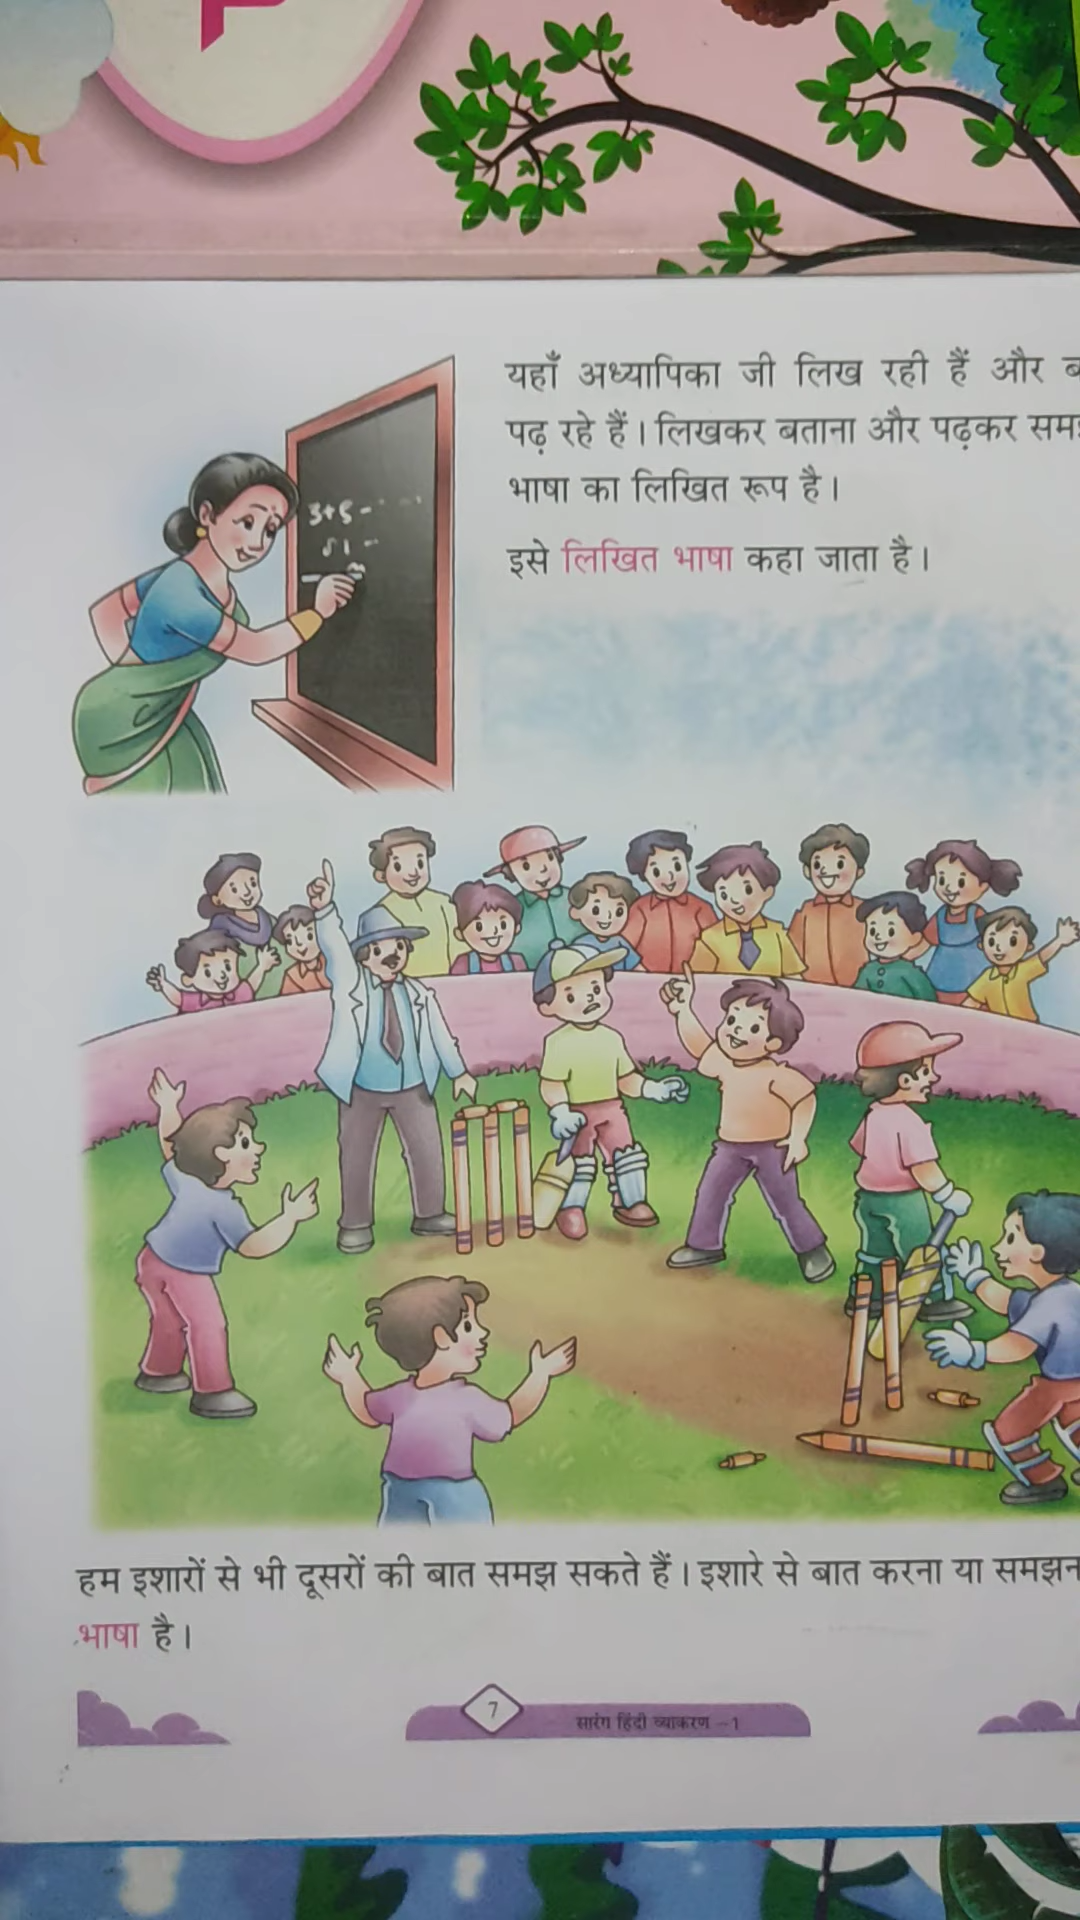 यहाँ अध्यापिका जी लिख रही हैं और
पढ़ रहे हैं। लिखकर बताना और पढ़कर
भाषा का लिखित रूप है।
इसे लिखित भाषा कहा जाता है।
3+5 -
हम इशारों से भी दूसरों की बात समझ सकते हैं। इशारे से बात करना या
भाषा है।
7
सारंग हिंदी व्याकरण -1